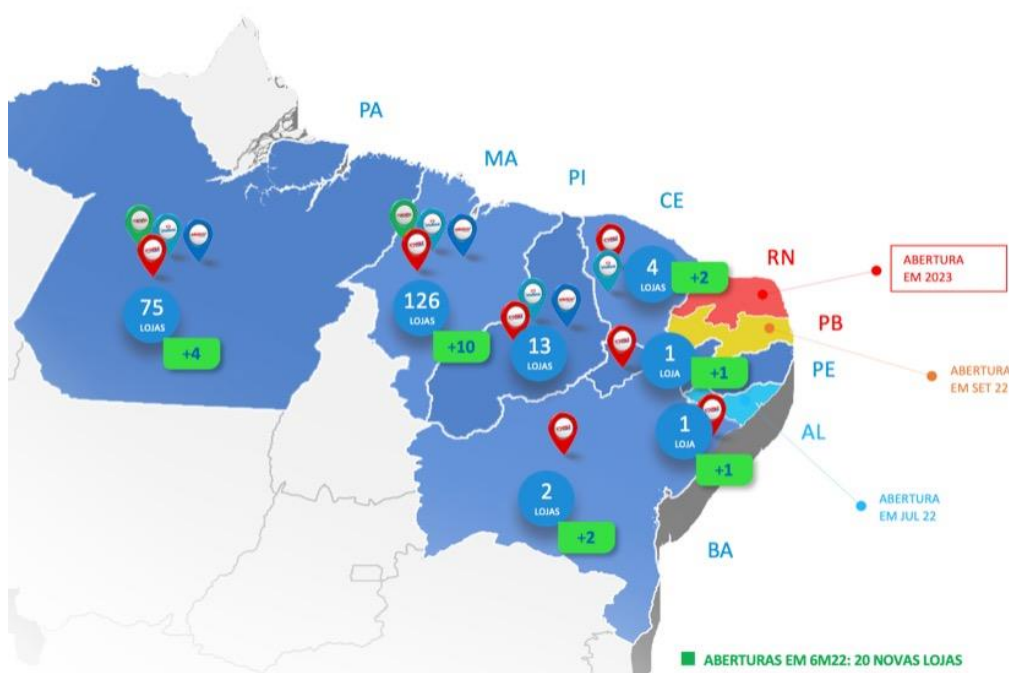 PA
MA
PI
CE
RN
ABERTURA
EM 2023
4
LOJAS
+2
75
LOJAS
+4
126
LOJAS
+10
13
LOJAS
1
LOJA
+1
PB
PE
ABERTURA
EM SET 22
1
LOJA
+1
AL
ABERTURA
EM JUL 22
2
LOJAS
+2
BA
ABERTURAS EM 6M22: 20 NOVAS LOJAS